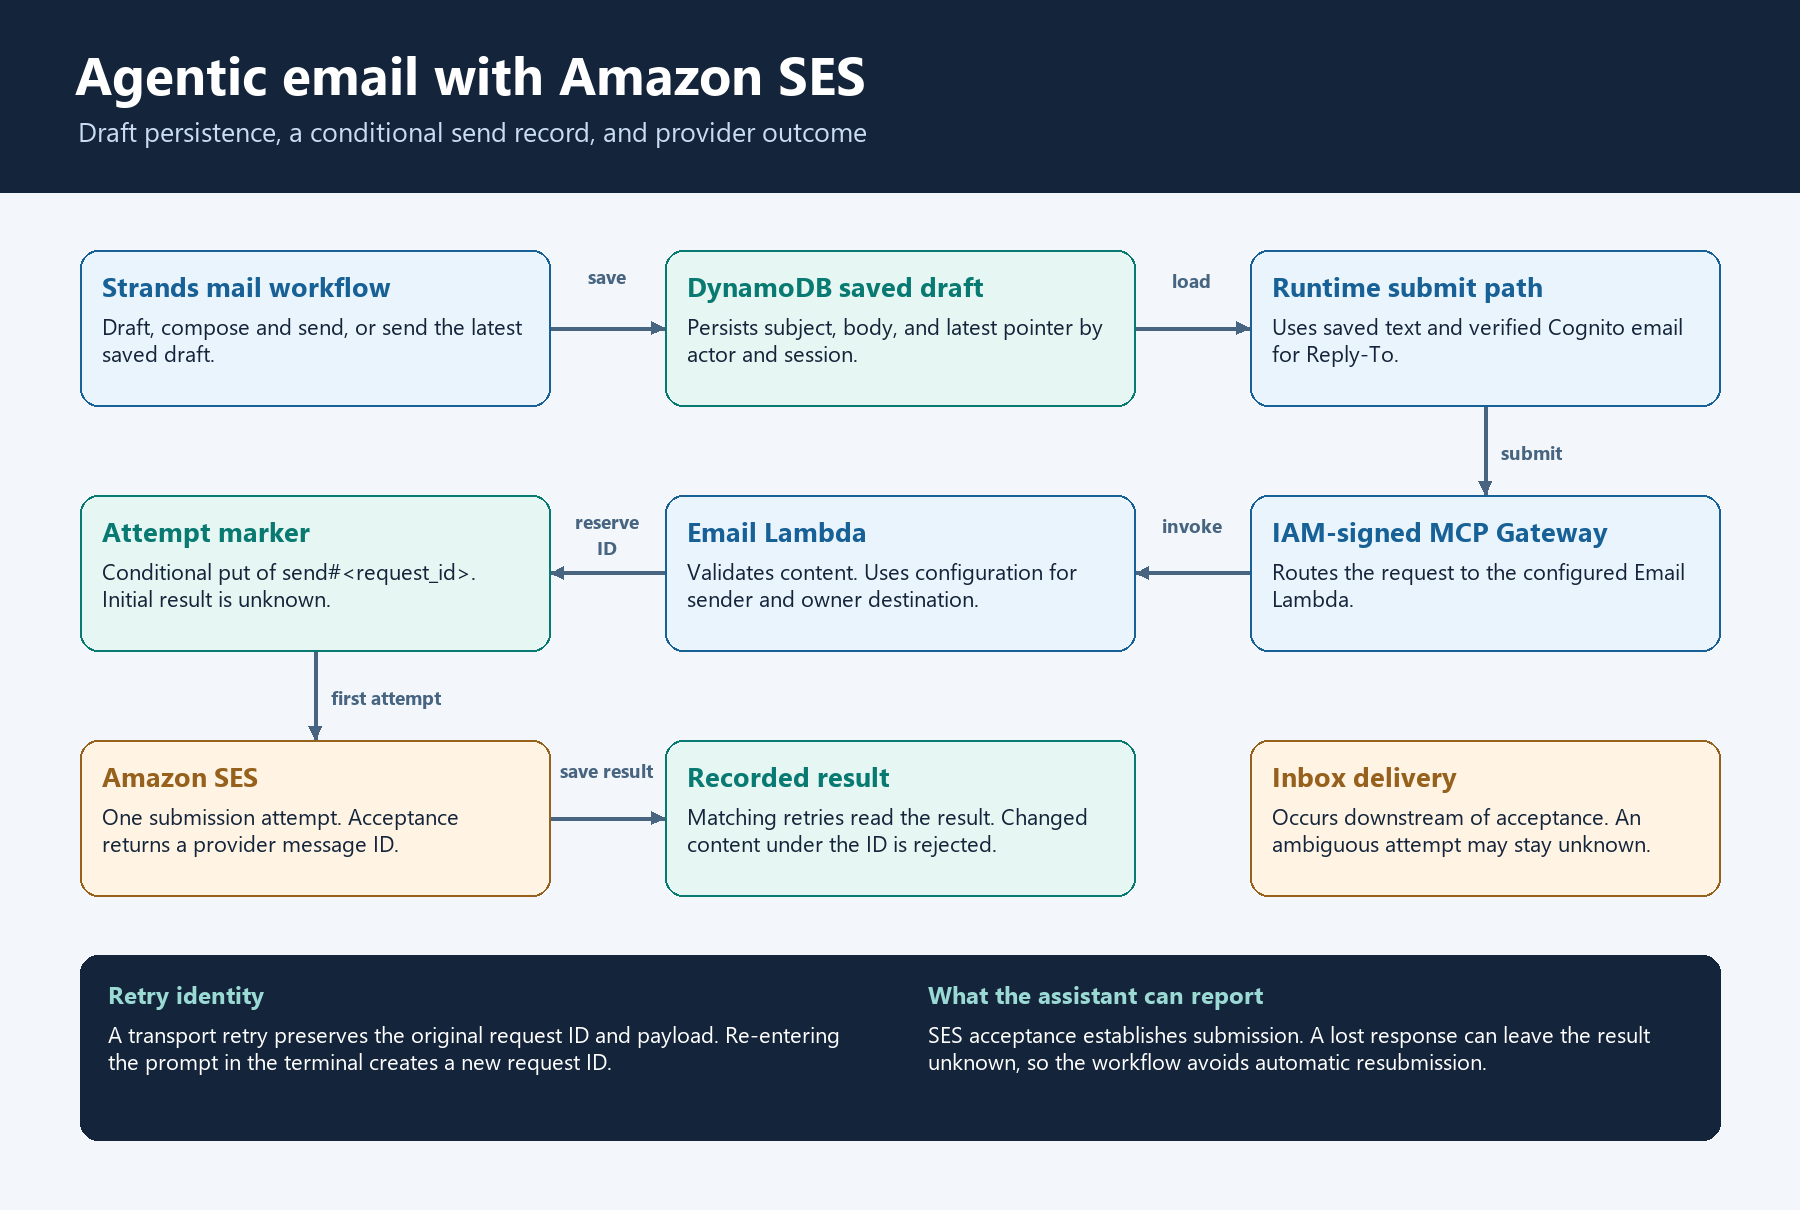 Agentic email with Amazon SES
Draft persistence, a conditional send record, and provider outcome
Strands mail workflow
Draft, compose and send, or send the latest
saved draft.
save
DynamoDB saved draft
Persists subject, body, and latest pointer by
actor and session.
load
Runtime submit path
Uses saved text and verified Cognito email
for Reply-To.
submit
Attempt marker
Conditional put of send#<request_id>.
Initial result is unknown.
reserve
ID
Email Lambda
Validates content. Uses configuration for
sender and owner destination.
invoke
IAM-signed MCP Gateway
Routes the request to the configured Email
Lambda.
first attempt
Amazon SES
One submission attempt. Acceptance
returns a provider message ID.
save result
Recorded result
Matching retries read the result. Changed
content under the ID is rejected.
Inbox delivery
Occurs downstream of acceptance. An
ambiguous attempt may stay unknown.
Retry identity
A transport retry preserves the original request ID and payload. Re-entering
the prompt in the terminal creates a new request ID.
What the assistant can report
SES acceptance establishes submission. A lost response can leave the result
unknown, so the workflow avoids automatic resubmission.